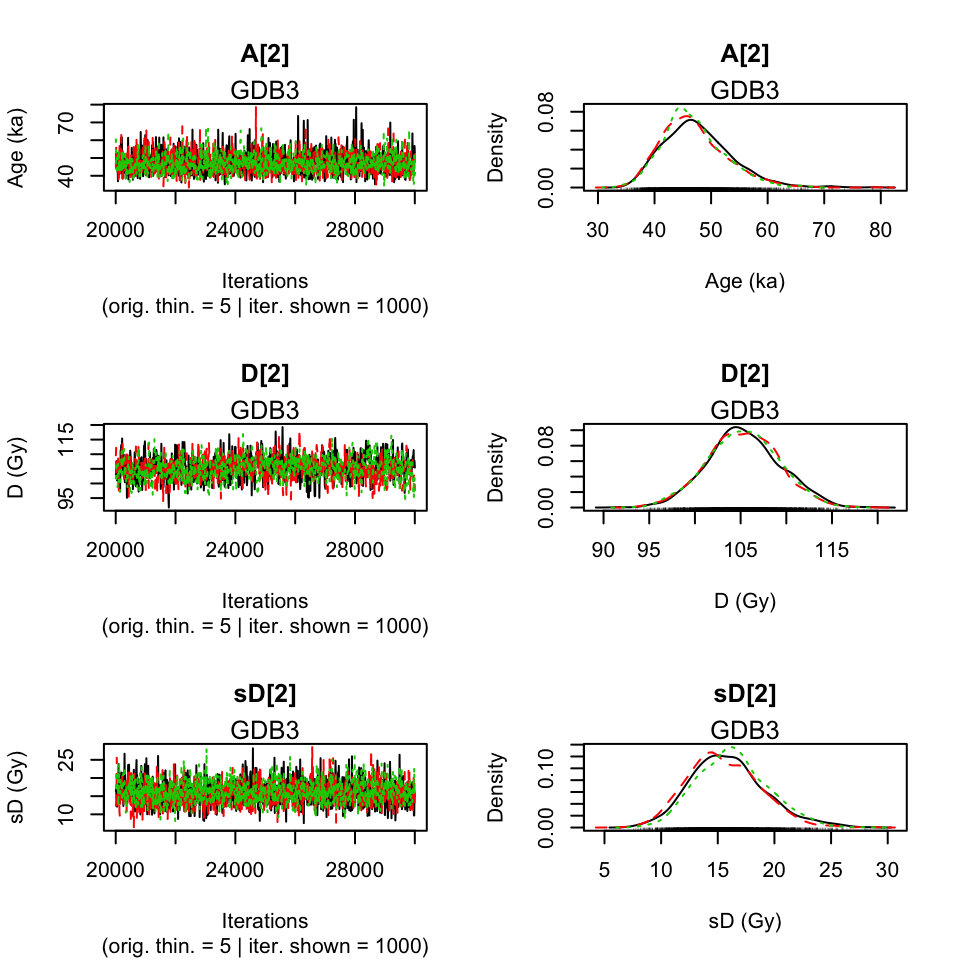 A[2]
GDB3
Age (ka)
70
40
20000 24000 28000
Iterations
(orig. thin. = 5 | iter. shown = 1000)
A[2]
GDB3
Density
0.08
0.00
30 40 50 60 70 80
Age (ka)
D[2]
GDB3
D (Gy)
115
95
20000 24000 28000
Iterations
(orig. thin. = 5 | iter. shown = 1000)
D[2]
GDB3
Density
0.08
0.00
90 95 105 115
D (Gy)
sD[2]
GDB3
sD (Gy)
25
10
20000 24000 28000
Iterations
(orig. thin. = 5 | iter. shown = 1000)
sD[2]
GDB3
Density
0.10
0.00
5 10 15 20 25 30
sD (Gy)